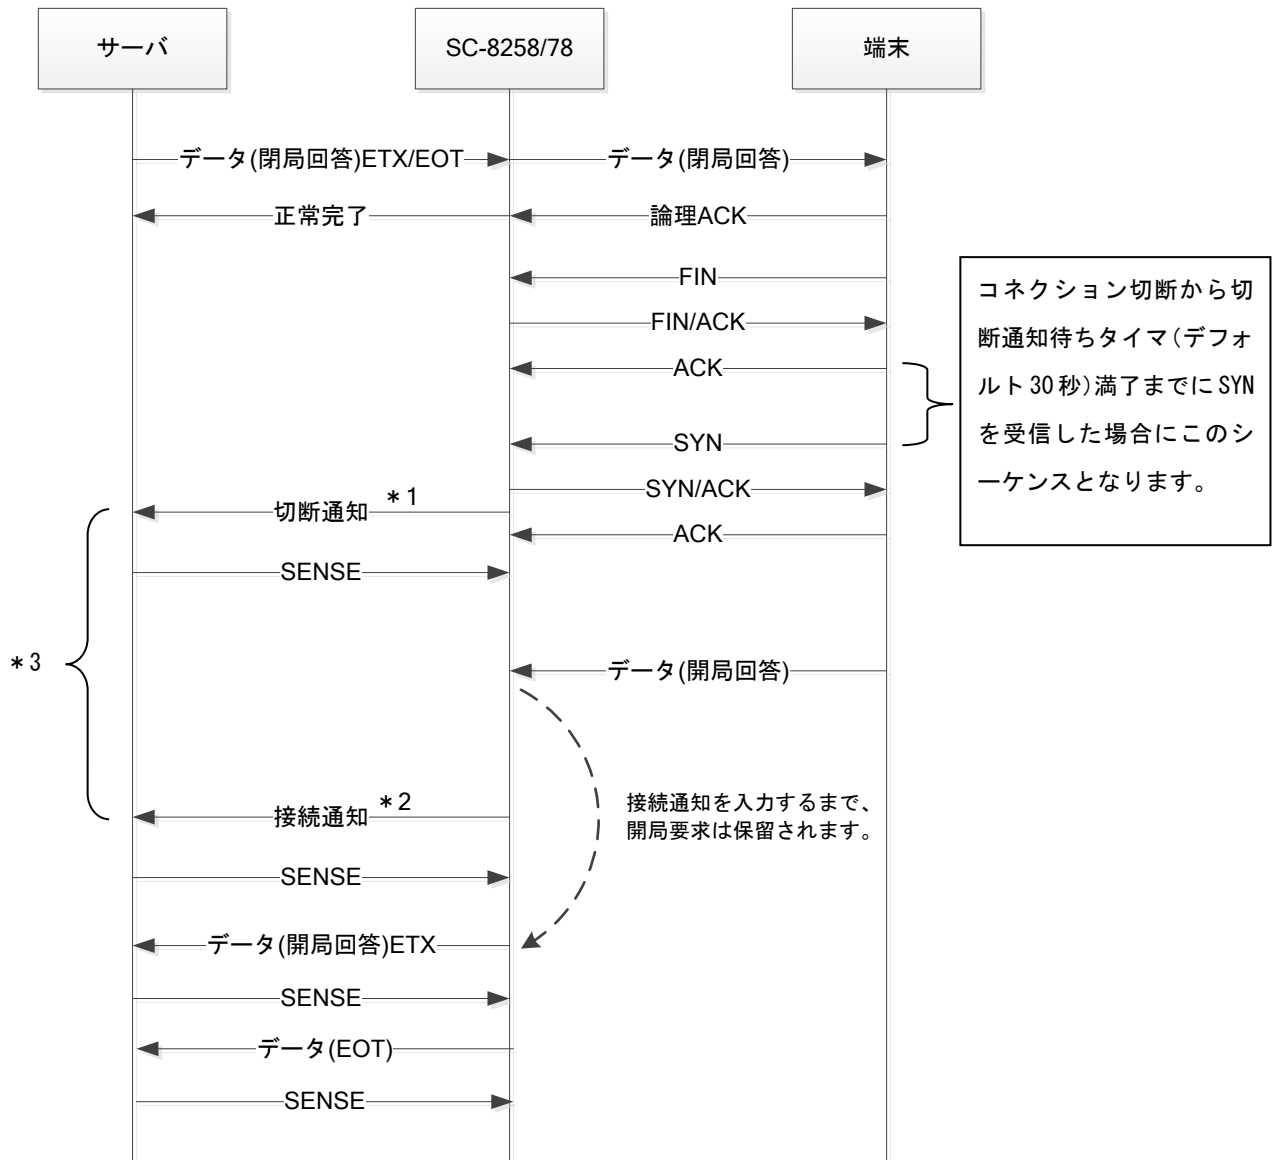 サーバ
SC-8258/78
端末
データ(閉局回答)ETX/EOT
データ(閉局回答)
正常完了
論理ACK
FIN
FIN/ACK
ACK
SYN
SYN/ACK
切断通知 *1
ACK
SENSE
コネクション切断から切
断通知待ちタイマ(デフォ
ルト30秒)満了までにSYN
を受信した場合にこのシ
ーケンスとなります。
*3
データ(開局回答)
接続通知 *2
接続通知を入力するまで、
開局要求は保留されます。
SENSE
データ(開局回答)ETX
SENSE
データ(EOT)
SENSE